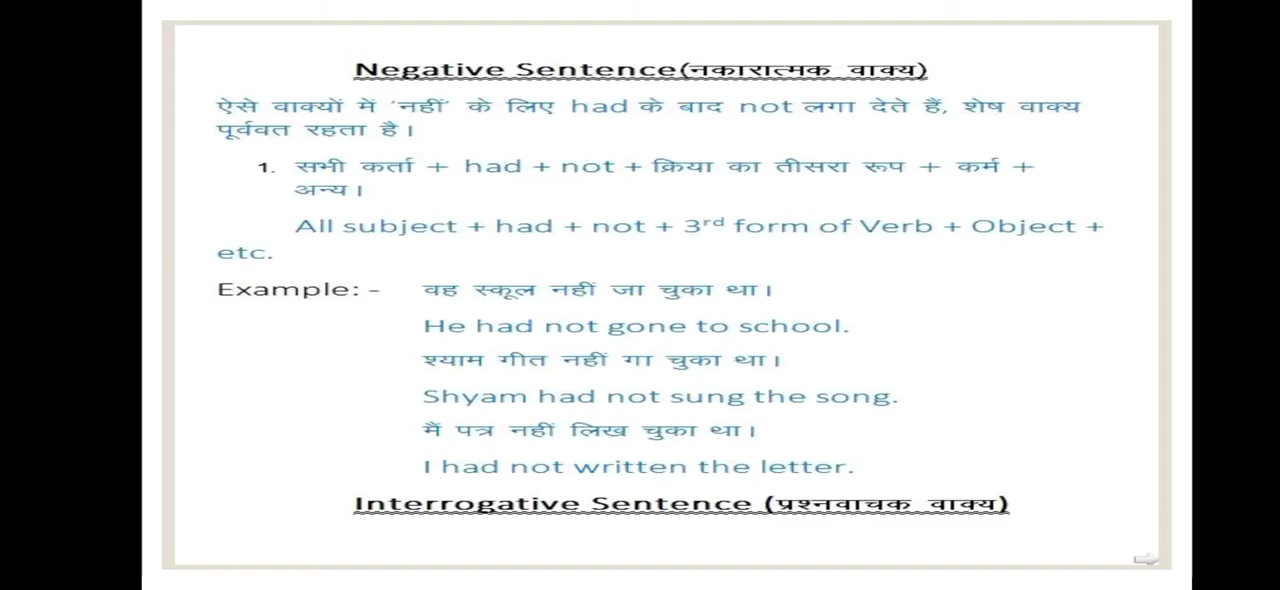 Negative Sentence(नकारात्मक वाक्य)
ऐसे वाक्यों में ‘नहीं’ के लिए had के बाद not लगा देते हैं, शेष वाक्य
पूर्ववत रहता है।
1. सभी कर्ता + had + not + क्रिया का तीसरा रूप + कर्म +
अन्य।
All subject + had + not + 3rd form of Verb + Object +
etc.
Example: - वह स्कूल नहीं जा चुका था।
He had not gone to school.
श्याम गीत नहीं गा चुका था।
Shyam had not sung the song.
मैं पत्र नहीं लिख चुका था।
I had not written the letter.
Interrogative Sentence (प्रश्नवाचक वाक्य)